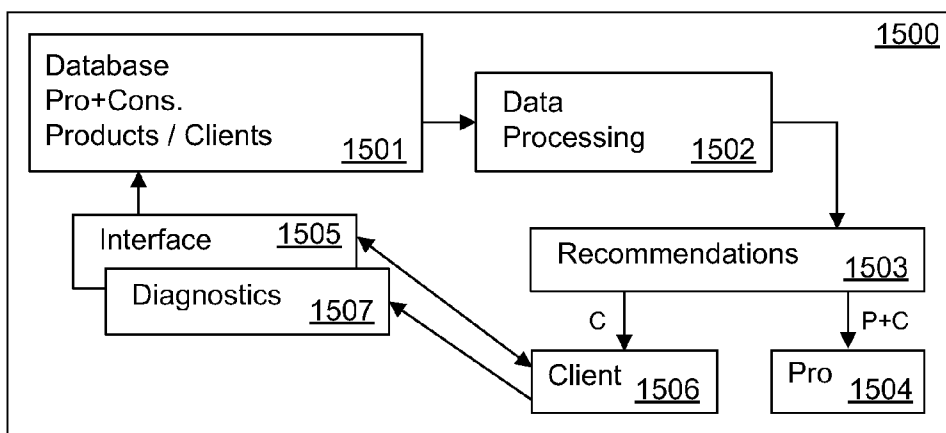 1500
Database
Pro+Cons.
Products / Clients
1501
Data
Processing
1502
Interface 1505
Diagnostics 1507
Recommendations
1503
C
P+C
Client 1506
Pro 1504